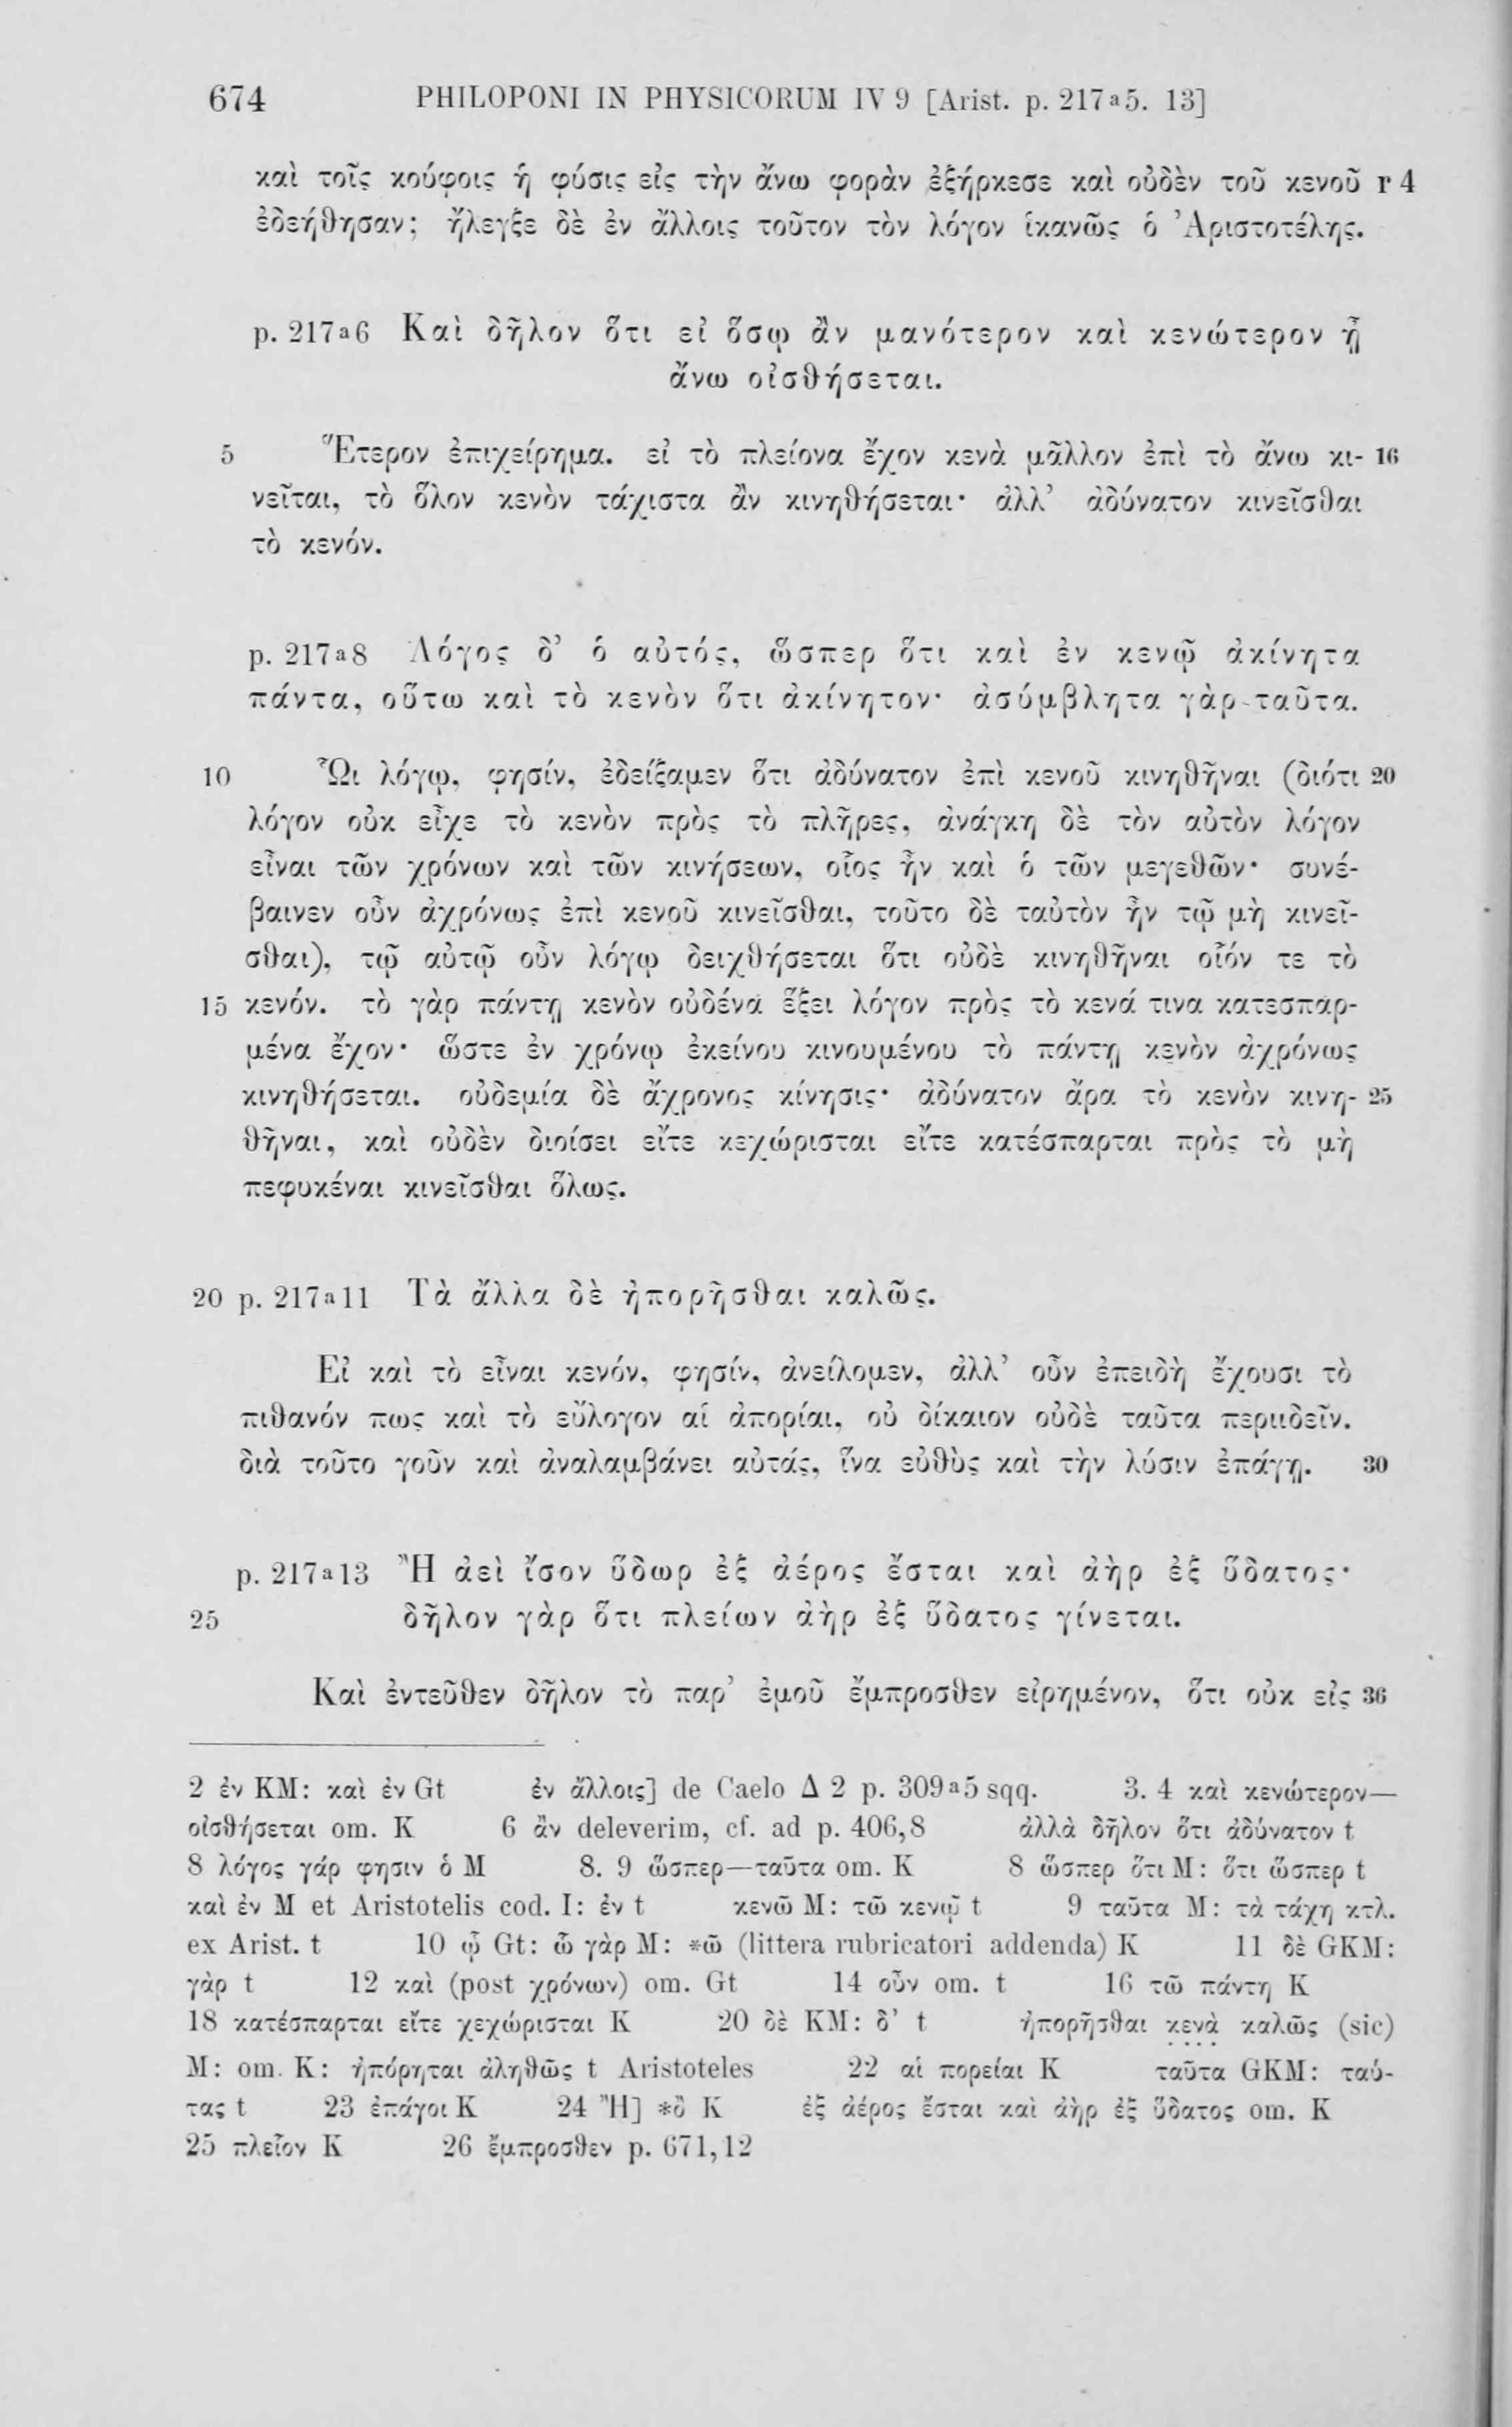 674 PHILOPONI IN PHYSICORUM IV 9 [Arist. p. 217ᵃ5. 13]
καὶ τοῖς κούφοις ἡ φύσις εἰς τὴν ἄνω φορὰν ἐξήρκεσε καὶ οὐδὲν τοῦ κενοῦ r 4
ἐδεήθησαν; ἤλεγξε δὲ ἐν ἄλλοις τοῦτον τὸν λόγον ἱκανῶς ὁ Ἀριστοτέλης.
p. 217ᵃ6 Καὶ δῆλον ὅτι εἰ ὅσῳ ἂν μανότερον καὶ κενώτερον ᾖ
ἄνω οἰσθήσεται.
5 Ἕτερον ἐπιχείρημα. εἰ τὸ πλείονα ἔχον κενὰ μᾶλλον ἐπὶ τὸ ἄνω κι- 16
νεῖται, τὸ ὅλον κενὸν τάχιστα ἂν κινηθήσεται· ἀλλ’ ἀδύνατον κινεῖσθαι
τὸ κενόν.
p. 217ᵃ8 Λόγος δ’ ὁ αὐτός, ὥσπερ ὅτι καὶ ἐν κενῷ ἀκίνητα
πάντα, οὕτω καὶ τὸ κενὸν ὅτι ἀκίνητον· ἀσύμβλητα γὰρ ταῦτα.
10 Ὧι λόγῳ, φησίν, ἐδείξαμεν ὅτι ἀδύνατον ἐπὶ κενοῦ κινηθῆναι (διότι 20
λόγον οὐκ εἶχε τὸ κενὸν πρὸς τὸ πλῆρες, ἀνάγκη δὲ τὸν αὐτὸν λόγον
εἶναι τῶν χρόνων καὶ τῶν κινήσεων, οἷος ἦν καὶ ὁ τῶν μεγεθῶν· συνέ-
βαινεν οὖν ἀχρόνως ἐπὶ κενοῦ κινεῖσθαι, τοῦτο δὲ ταὐτὸν ἦν τῷ μὴ κινεῖ-
σθαι), τῷ αὐτῷ οὖν λόγῳ δειχθήσεται ὅτι οὐδὲ κινηθῆναι οἷόν τε τὸ
15 κενόν. τὸ γὰρ πάντῃ κενὸν οὐδένα ἕξει λόγον πρὸς τὸ κενά τινα κατεσπαρ-
μένα ἔχον· ὥστε ἐν χρόνῳ ἐκείνου κινουμένου τὸ πάντῃ κενὸν ἀχρόνως
κινηθήσεται. οὐδεμία δὲ ἄχρονος κίνησις· ἀδύνατον ἄρα τὸ κενὸν κινη- 25
θῆναι, καὶ οὐδὲν διοίσει εἴτε κεχώρισται εἴτε κατέσπαρται πρὸς τὸ μὴ
πεφυκέναι κινεῖσθαι ὅλως.
20 p. 217ᵃ11 Τὰ ἄλλα δὲ ἠπορῆσθαι καλῶς.
Εἰ καὶ τὸ εἶναι κενόν, φησίν, ἀνείλομεν, ἀλλ’ οὖν ἐπειδὴ ἔχουσι τὸ
πιθανόν πως καὶ τὸ εὔλογον αἱ ἀπορίαι, οὐ δίκαιον οὐδὲ ταῦτα περιιδεῖν.
διὰ τοῦτο γοῦν καὶ ἀναλαμβάνει αὐτάς, ἵνα εὐθὺς καὶ τὴν λύσιν ἐπάγῃ. 30
p. 217ᵃ13 Ἢ ἀεὶ ἴσον ὕδωρ ἐξ ἀέρος ἔσται καὶ ἀὴρ ἐξ ὕδατος·
25 δῆλον γὰρ ὅτι πλείων ἀὴρ ἐξ ὕδατος γίνεται.
Καὶ ἐντεῦθεν δῆλον τὸ παρ’ ἐμοῦ ἔμπροσθεν εἰρημένον, ὅτι οὐκ εἰς 36
2 ἐν KM: καὶ ἐν Gt ἐν ἄλλοις] de Caelo Δ 2 p. 309ᵃ5 sqq. 3. 4 καὶ κενώτερον—
οἰσθήσεται om. K 6 ἂν deleverim, cf. ad p. 406,8 ἀλλὰ δῆλον ὅτι ἀδύνατον t
8 λόγος γάρ φησιν ὁ M 8. 9 ὥσπερ—ταῦτα om. K 8 ὥσπερ ὅτι M: ὅτι ὥσπερ t
καὶ ἐν M et Aristotelis cod. I: ἐν t κενῶ M: τῶ κενῷ t 9 ταῦτα M: τὰ τάχη κτλ.
ex Arist. t 10 ᾧ Gt: ὦ γὰρ M: *ῶ (littera rubricatori addenda) K 11 δὲ GKM:
γὰρ t 12 καὶ (post χρόνων) om. Gt 14 οὖν om. t 16 τῶ πάντη K
18 κατέσπαρται εἴτε χεχώρισται K 20 δὲ KM: δ’ t ἠπορῆσθαι κενὰ καλῶς (sic)
M: om. K: ἠπόρηται ἀληθῶς t Aristoteles 22 αἱ πορείαι K ταῦτα GKM: ταύ-
τας t 23 ἐπάγοι K 24 Ἢ] *ὃ K ἐξ ἀέρος ἔσται καὶ ἀὴρ ἐξ ὕδατος om. K
25 πλεῖον K 26 ἔμπροσθεν p. 671,12